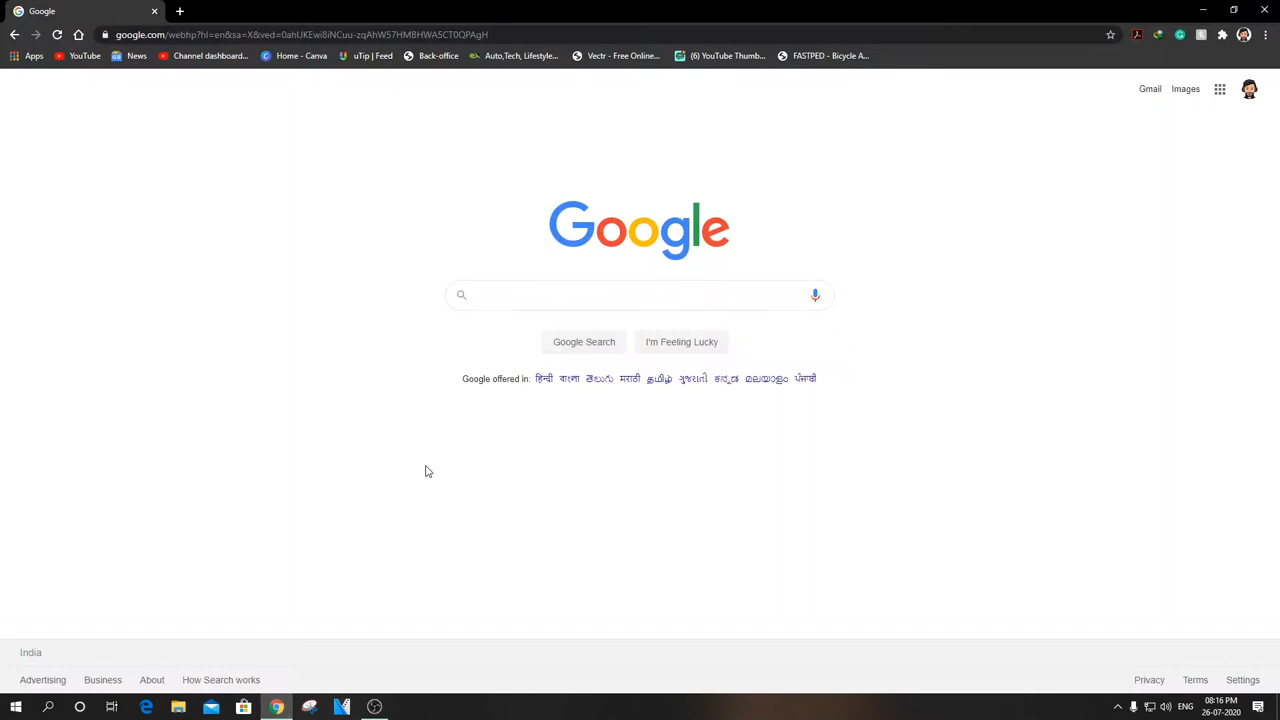 Google
google.com/webhp?hl=en&sa=X&ved=0ahUKEwi8iNCuu-zqAhW57HMBHWA5CT0QPAgH
Apps YouTube News Channel dashboard... Home - Canva uTip | Feed Back-office Auto,Tech, Lifestyle... Vectr - Free Online... (6) YouTube Thumb... FASTPED - Bicycle A...
Gmail Images
Google
Google Search I'm Feeling Lucky
Google offered in: हिन्दी বাংলা తెలుగు मराठी தமிழ் ગુજરાતી ಕನ್ನಡ മലയാളം ਪੰਜਾਬੀ
India
Advertising Business About How Search works Privacy Terms Settings
ENG 08:16 PM
26-07-2020